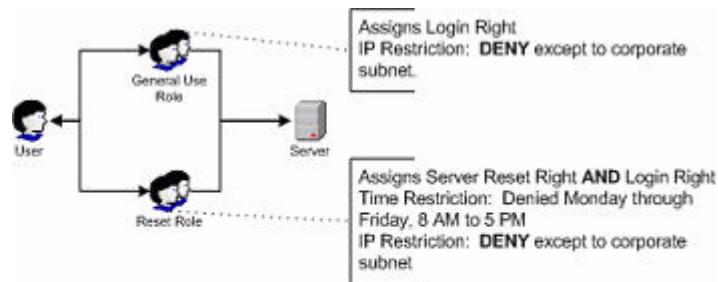 Assigns Login Right
IP Restriction: DENY except to corporate
subnet.
General Use
Role
User
Server
Assigns Server Reset Right AND Login Right
Time Restriction: Denied Monday through
Friday, 8 AM to 5 PM
IP Restriction: DENY except to corporate
subnet
Reset Role